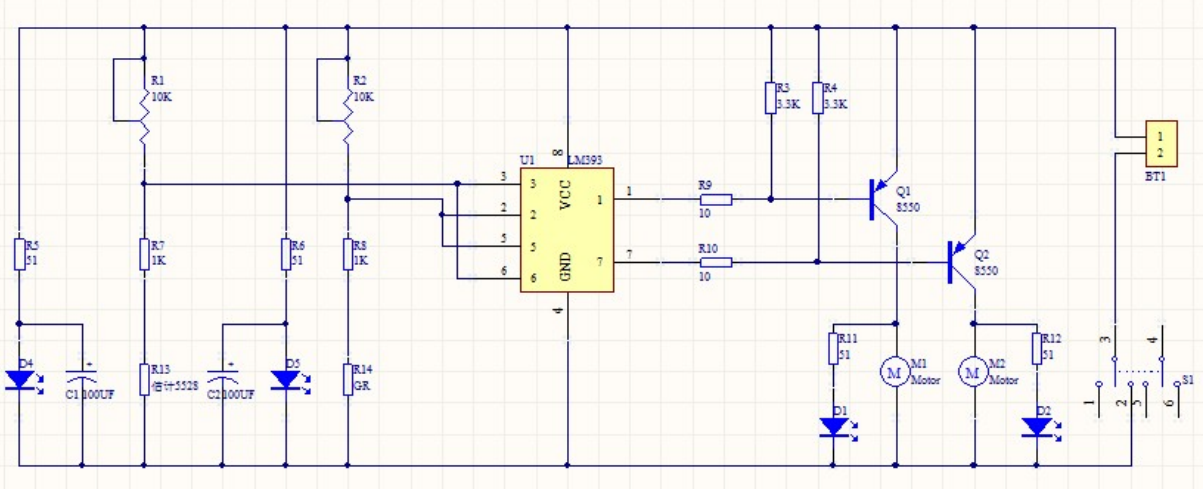 R1
10K
R2
10K
R3
3.3K
R4
3.3K
U1
LM393
8
VCC
GND
4
3
3
2
2
5
5
6
6
1
1
7
7
R9
10
R10
10
Q1
8550
Q2
8550
1
2
BT1
R5
51
R7
1K
R6
51
R8
1K
D4
C1 100UF
R13
估计5528
C2 100UF
D5
R14
GR
R11
51
M
M1
Motor
M
M2
Motor
R12
51
D1
D2
3
4
S1
1
2
5
6